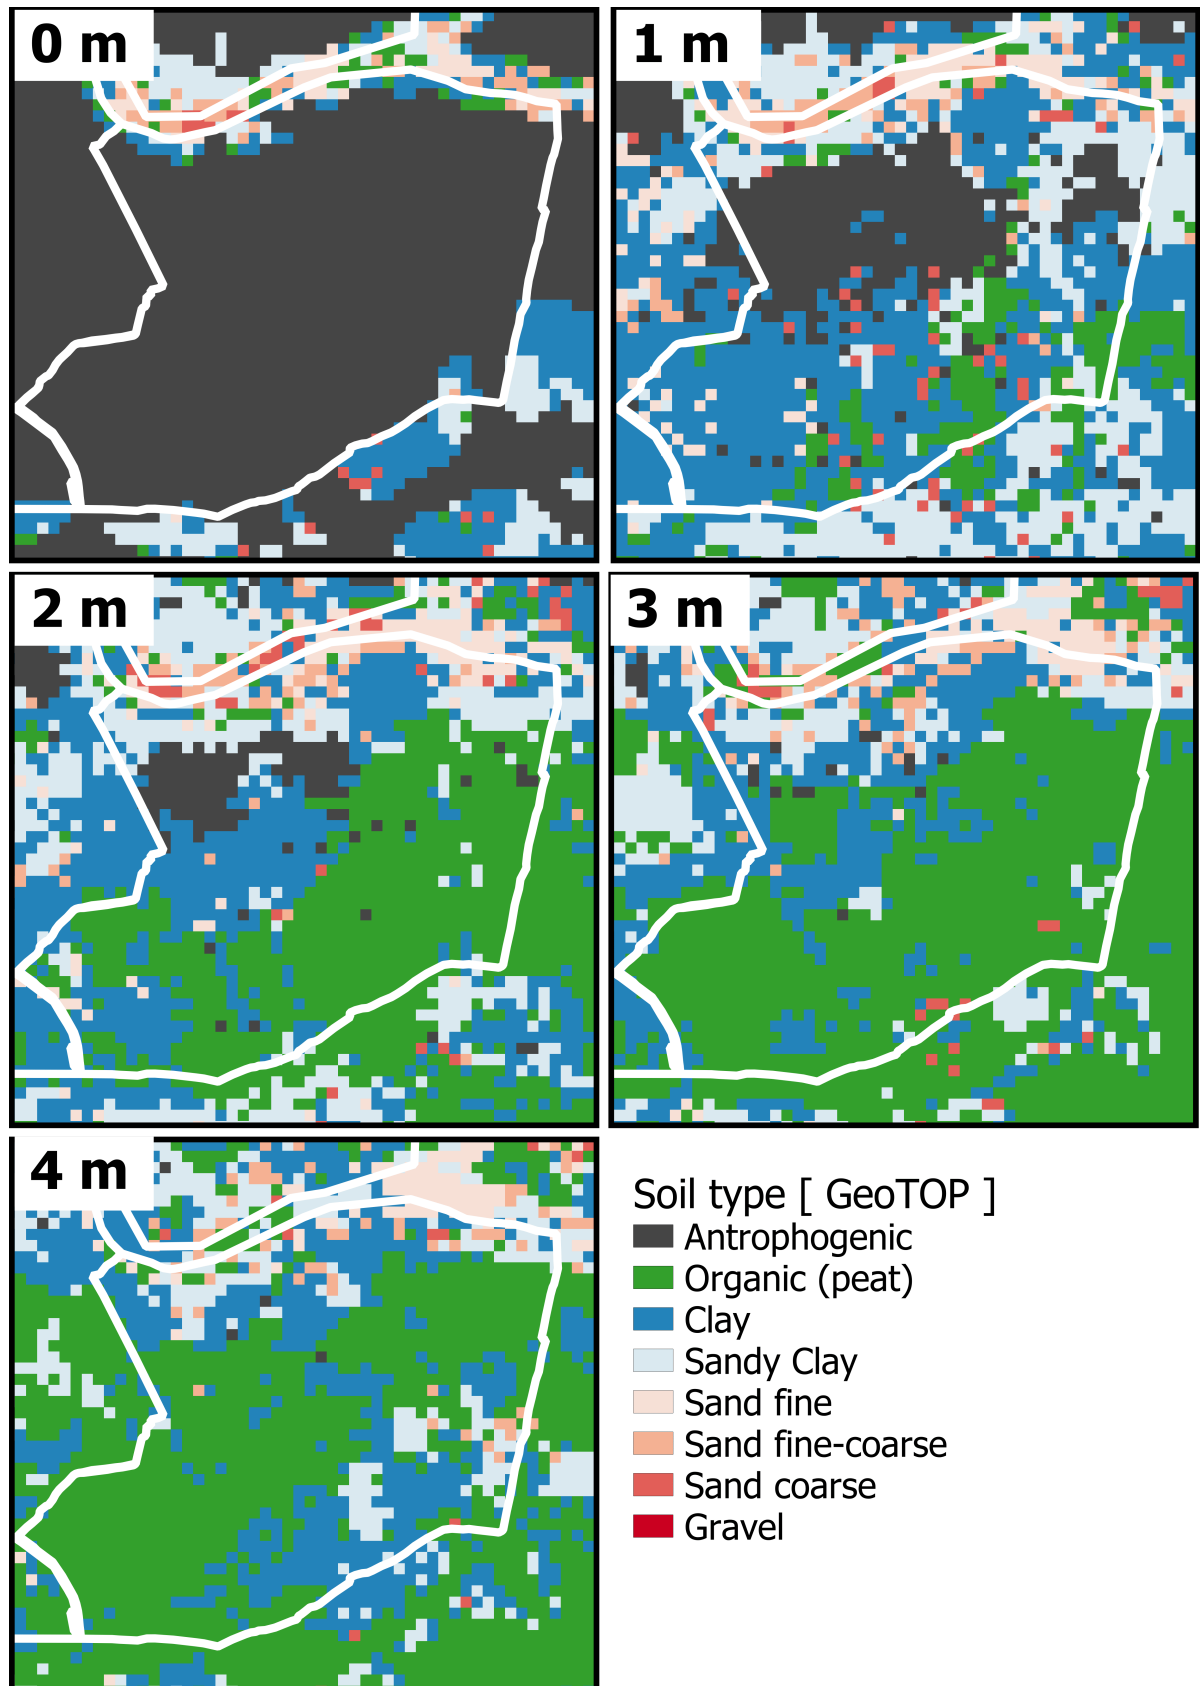 0 m
1 m
2 m
3 m
4 m
Soil type [ GeoTOP ]
Antrophogenic
Organic (peat)
Clay
Sandy Clay
Sand fine
Sand fine-coarse
Sand coarse
Gravel